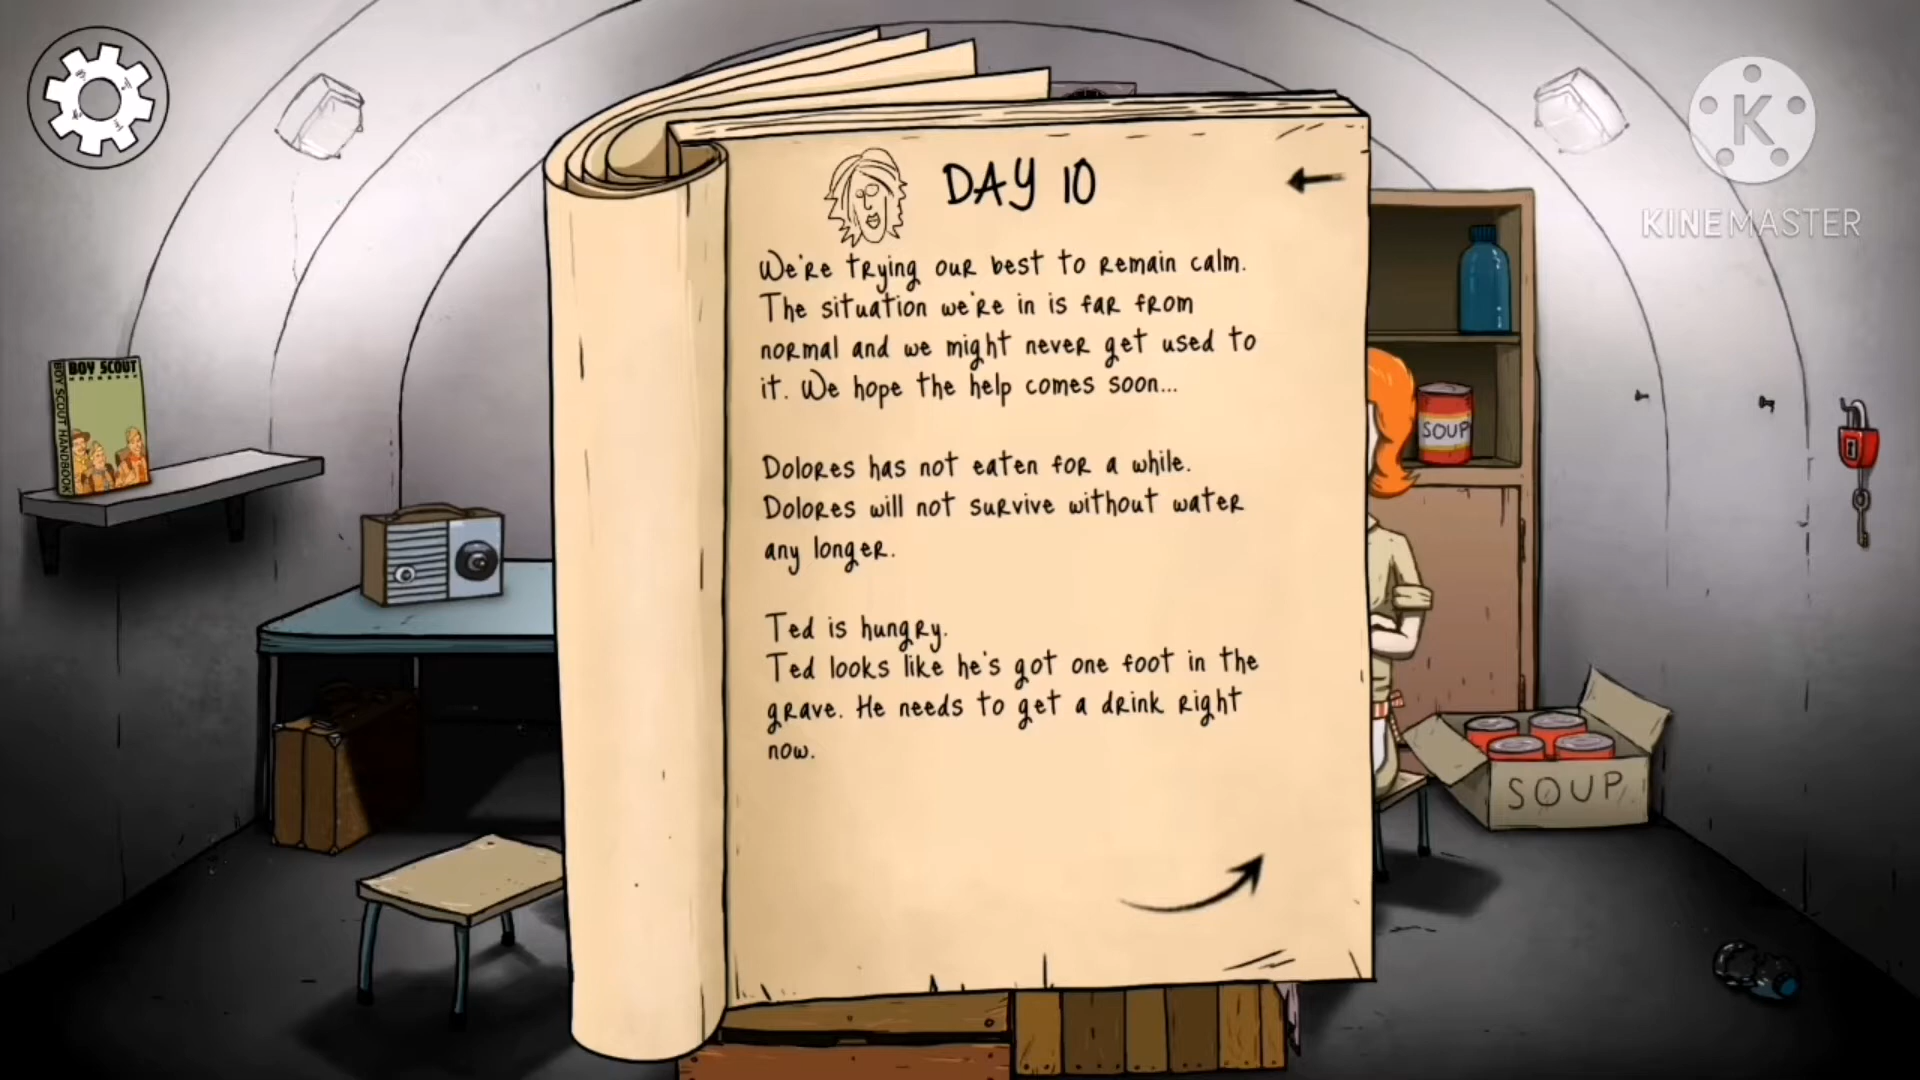 DAY 10
We're trying our best to remain calm.
The situation we're in is far from
normal and we might never get used to
it. We hope the help comes soon...
Dolores has not eaten for a while.
Dolores will not survive without water
any longer.
Ted is hungry.
Ted looks like he's got one foot in the
grave. He needs to get a drink right
now.
K
KINEMASTER
BOY SCOUT
HANDBOOK
BOY SCOUT HANDBOOK
SOUP
SOUP